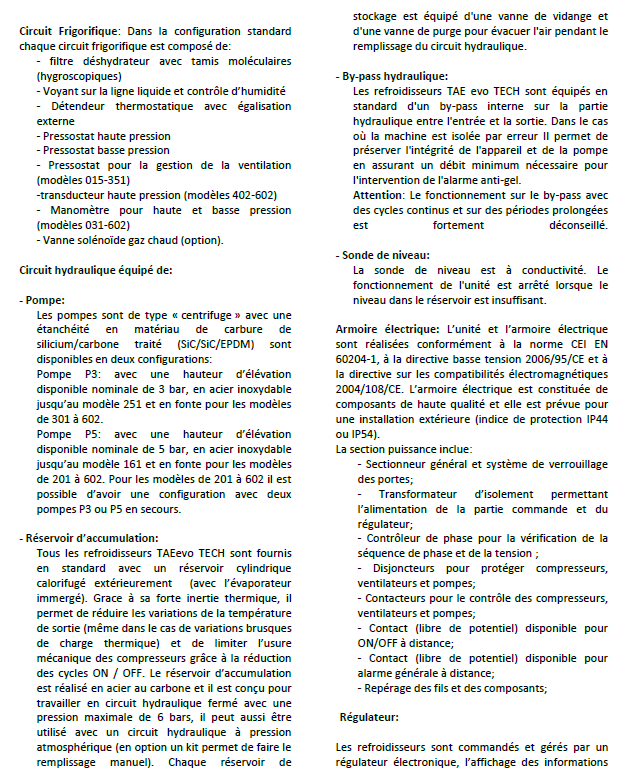 Circuit Frigorifique: Dans la configuration standard
chaque circuit frigorifique est composé de:
- filtre déshydrateur avec tamis moléculaires
(hygroscopiques)
- Voyant sur la ligne liquide et contrôle d’humidité
- Détendeur thermostatique avec égalisation
externe
- Pressostat haute pression
- Pressostat basse pression
- Pressostat pour la gestion de la ventilation
(modèles 015-351)
-transducteur haute pression (modèles 402-602)
- Manomètre pour haute et basse pression
(modèles 031-602)
- Vanne solénoïde gaz chaud (option).
Circuit hydraulique équipé de:
- Pompe:
Les pompes sont de type « centrifuge » avec une
étanchéité en matériau de carbure de
silicium/carbone traité (SiC/SiC/EPDM) sont
disponibles en deux configurations:
Pompe P3: avec une hauteur d’élévation
disponible nominale de 3 bar, en acier inoxydable
jusqu’au modèle 251 et en fonte pour les modèles
de 301 à 602.
Pompe P5: avec une hauteur d’élévation
disponible nominale de 5 bar, en acier inoxydable
jusqu’au modèle 161 et en fonte pour les modèles
de 201 à 602. Pour les modèles de 201 à 602 il est
possible d’avoir une configuration avec deux
pompes P3 ou P5 en secours.
- Réservoir d’accumulation:
Tous les refroidisseurs TAEevo TECH sont fournis
en standard avec un réservoir cylindrique
calorifugé extérieurement (avec l’évaporateur
immergé). Grace à sa forte inertie thermique, il
permet de réduire les variations de la température
de sortie (même dans le cas de variations brusques
de charge thermique) et de limiter l’usure
mécanique des compresseurs grâce à la réduction
des cycles ON / OFF. Le réservoir d’accumulation
est réalisé en acier au carbone et il est conçu pour
travailler en circuit hydraulique fermé avec une
pression maximale de 6 bars, il peut aussi être
utilisé avec un circuit hydraulique à pression
atmosphérique (en option un kit permet de faire le
remplissage manuel). Chaque réservoir de
stockage est équipé d'une vanne de vidange et
d'une vanne de purge pour évacuer l'air pendant le
remplissage du circuit hydraulique.
- By-pass hydraulique:
Les refroidisseurs TAE evo TECH sont équipés en
standard d'un by-pass interne sur la partie
hydraulique entre l'entrée et la sortie. Dans le cas
où la machine est isolée par erreur Il permet de
préserver l'intégrité de l'appareil et de la pompe
en assurant un débit minimum nécessaire pour
l'intervention de l'alarme anti-gel.
Attention: Le fonctionnement sur le by-pass avec
des cycles continus et sur des périodes prolongées
est fortement déconseillé.
- Sonde de niveau:
La sonde de niveau est à conductivité. Le
fonctionnement de l'unité est arrêté lorsque le
niveau dans le réservoir est insuffisant.
Armoire électrique: L’unité et l’armoire électrique
sont réalisées conformément à la norme CEI EN
60204-1, à la directive basse tension 2006/95/CE et à
la directive sur les compatibilités électromagnétiques
2004/108/CE. L’armoire électrique est constituée de
composants de haute qualité et elle est prévue pour
une installation extérieure (indice de protection IP44
ou IP54).
La section puissance inclue:
- Sectionneur général et système de verrouillage
des portes;
- Transformateur d’isolement permettant
l’alimentation de la partie commande et du
régulateur;
- Contrôleur de phase pour la vérification de la
séquence de phase et de la tension ;
- Disjoncteurs pour protéger compresseurs,
ventilateurs et pompes;
- Contacteurs pour le contrôle des compresseurs,
ventilateurs et pompes;
- Contact (libre de potentiel) disponible pour
ON/OFF à distance;
- Contact (libre de potentiel) disponible pour
alarme générale à distance;
- Repérage des fils et des composants;
Régulateur:
Les refroidisseurs sont commandés et gérés par un
régulateur électronique, l’affichage des informations